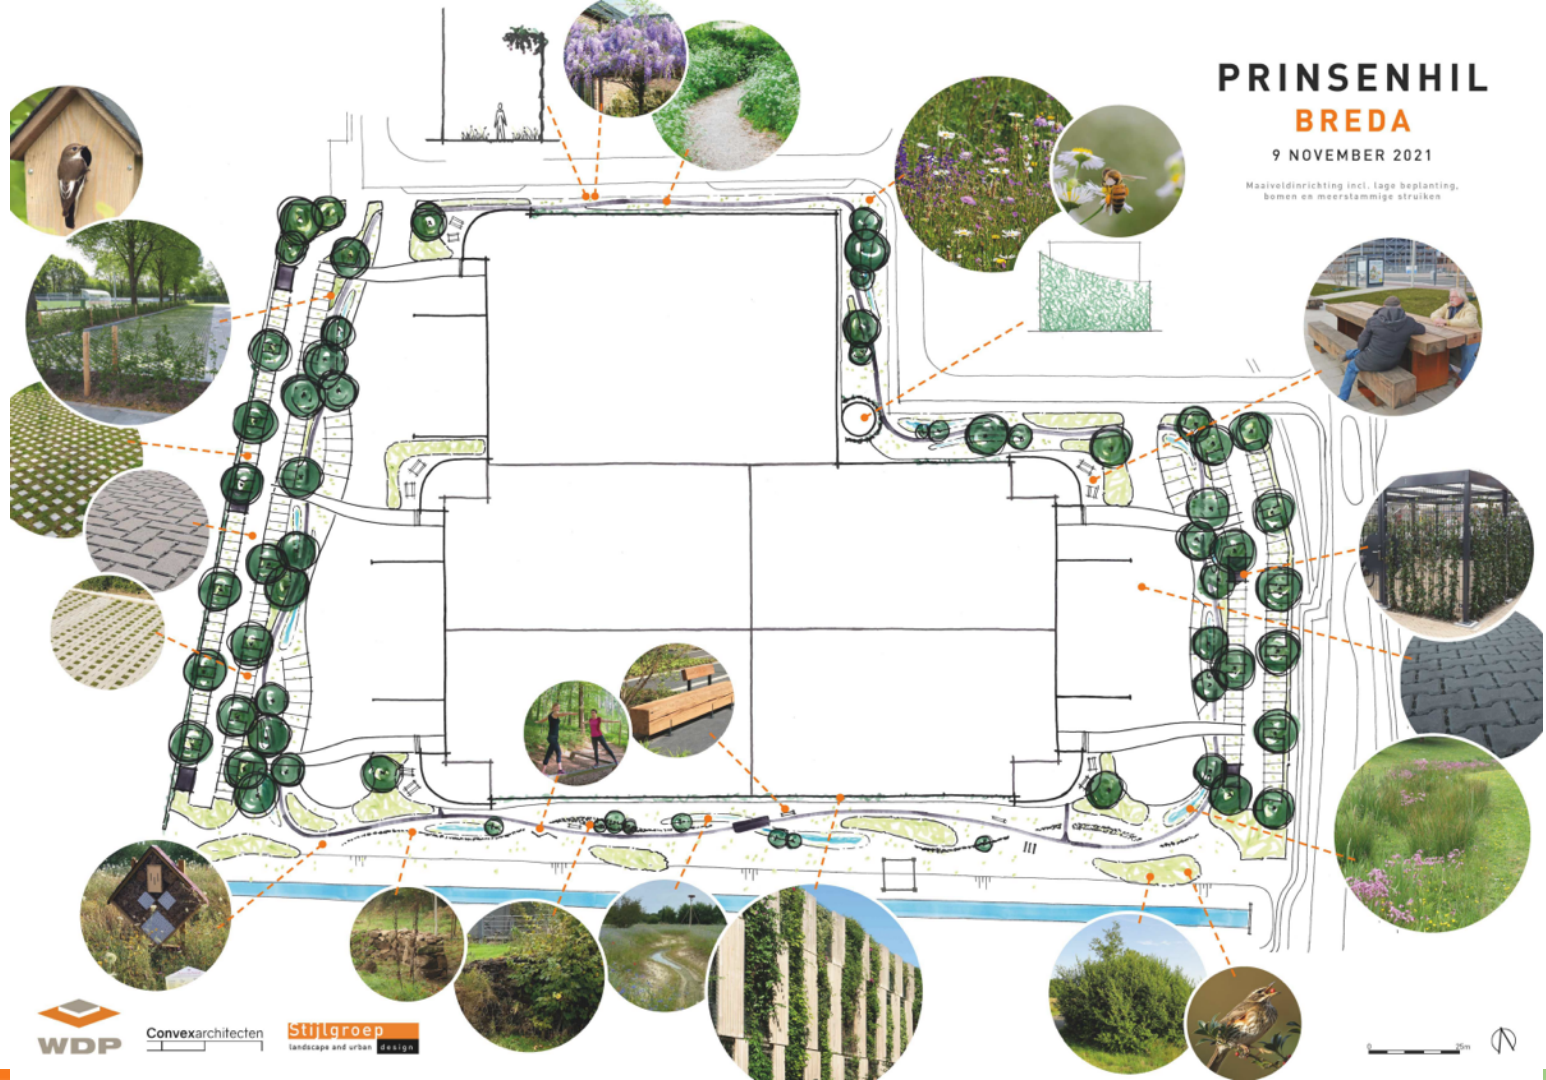 PRINSENHIL
BREDA
9 NOVEMBER 2021
Maaiveldinrichting incl. lage beplanting,
bomen en meerstammige struiken
WDP
Convexarchitecten
Stijlgroep
landscape and urban design
0 25m